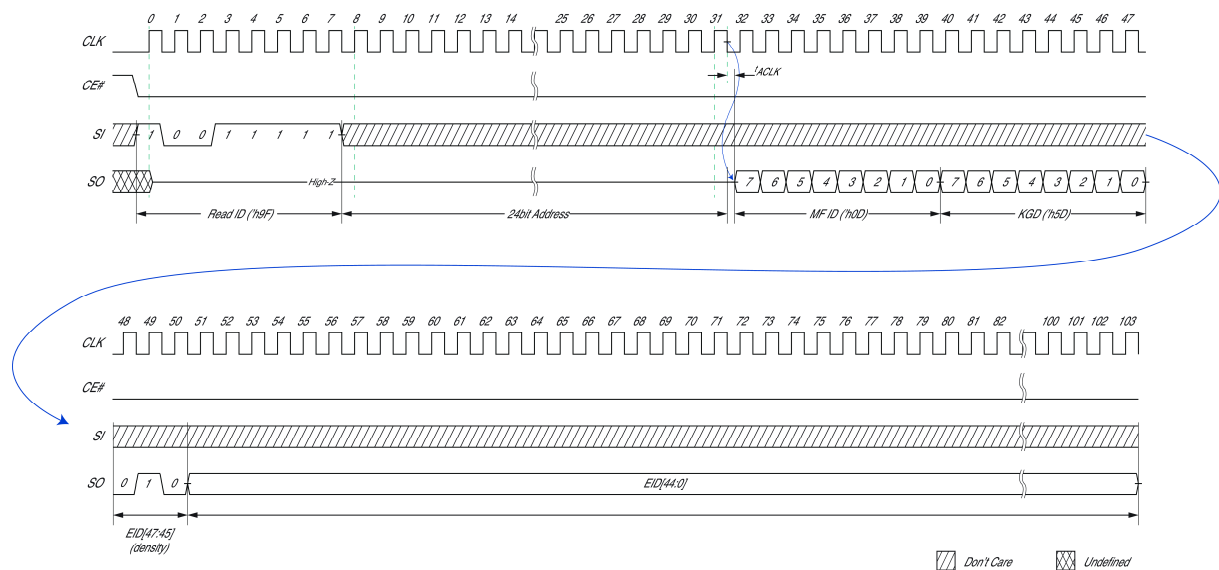 0 1 2 3 4 5 6 7 8 9 10 11 12 13 14 25 26 27 28 29 30 31 32 33 34 35 36 37 38 39 40 41 42 43 44 45 46 47
CLK
tACLK
CE#
SI 1 0 0 1 1 1 1 1
SO High-Z 7 6 5 4 3 2 1 0 7 6 5 4 3 2 1 0
Read ID ('h9F) 24bit Address MF ID ('h0D) KGD ('h5D)
48 49 50 51 52 53 54 55 56 57 58 59 60 61 62 63 64 65 66 67 68 69 70 71 72 73 74 75 76 77 78 79 80 81 82 100 101 102 103
CLK
CE#
SI
SO 0 1 0 EID[44:0]
EID[47:45]
(density)
Don't Care Undefined